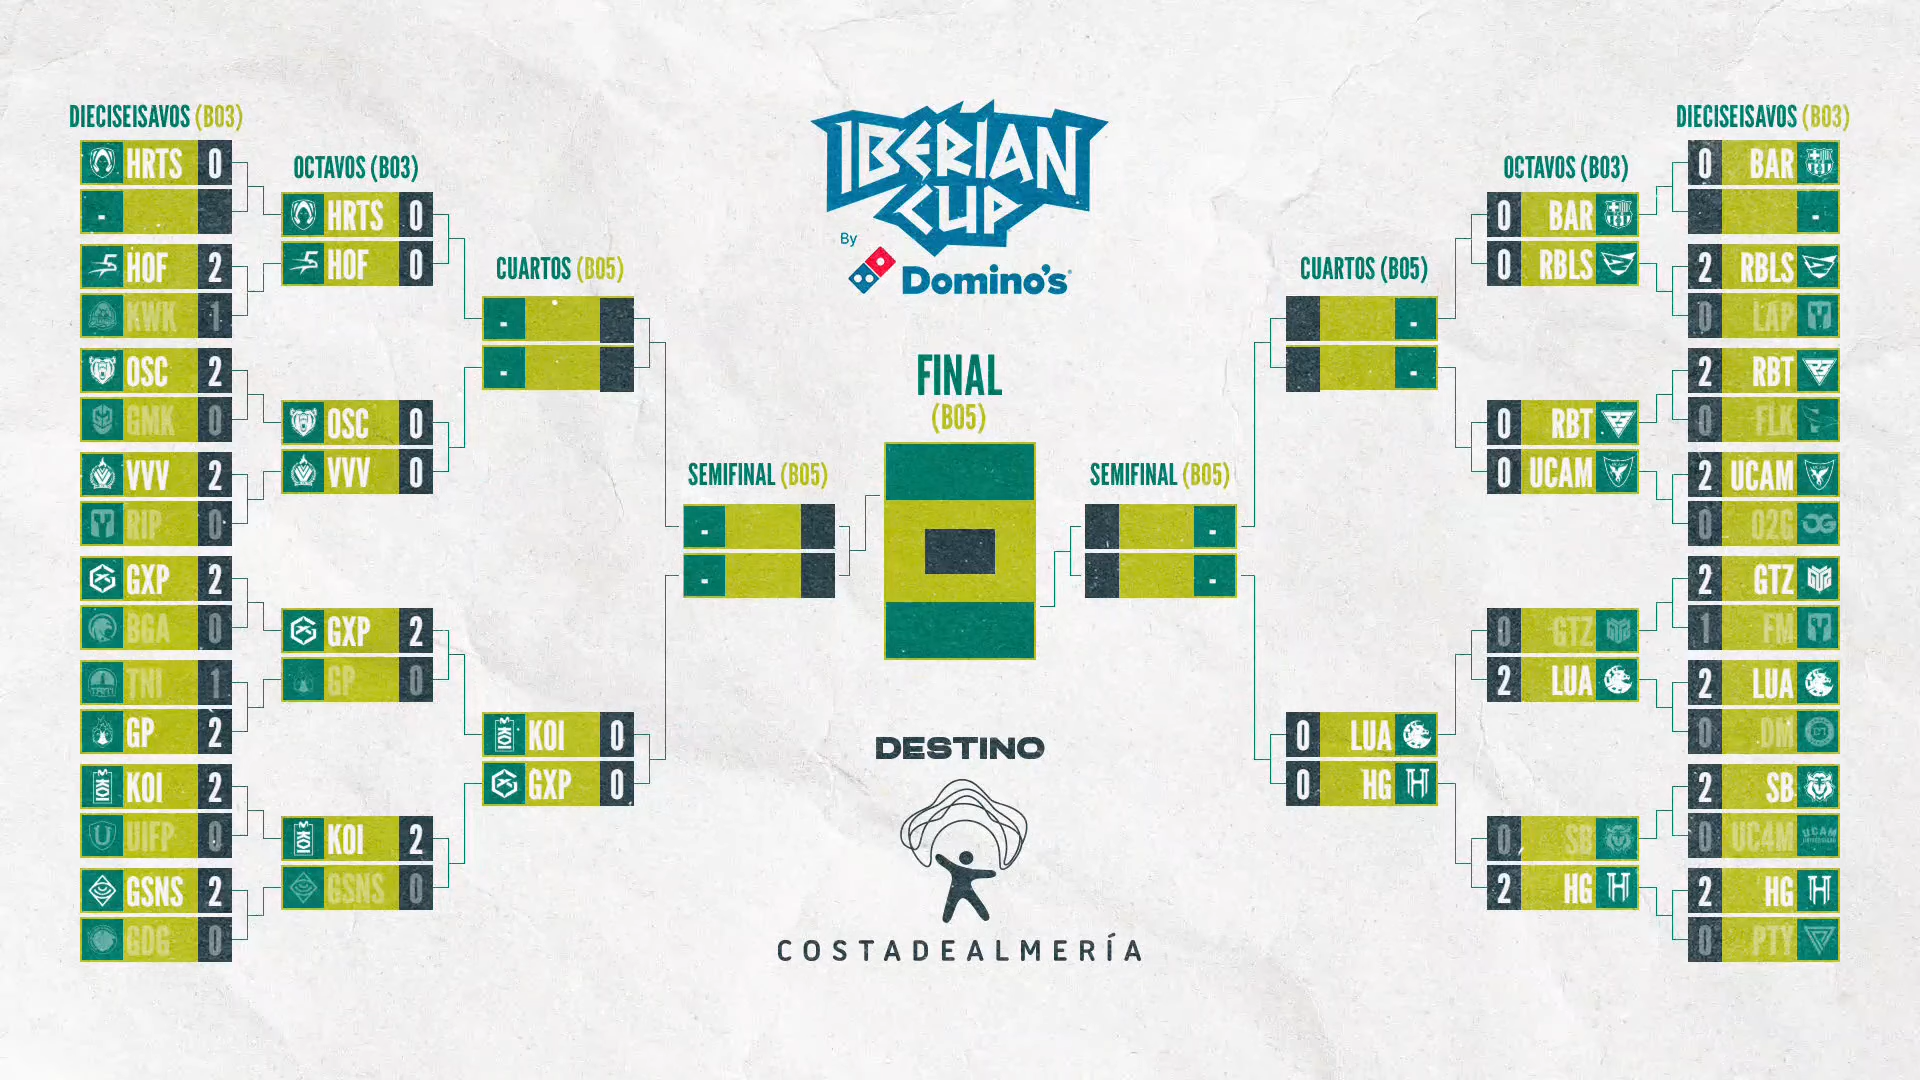 DIECISEISAVOS (BO3)
HRTS 0
-
HOF 2
KWK 1
OSC 2
GMK 0
VVV 2
RIP 0
GXP 2
BGA 0
TNI 1
GP 2
KOI 2
UIFP 0
GSNS 2
GDG 0
OCTAVOS (BO3)
HRTS 0
HOF 0
OSC 0
VVV 0
GXP 2
GP 0
KOI 2
GSNS 0
CUARTOS (BO5)
-
-
KOI 0
GXP 0
SEMIFINAL (BO5)
-
-
IBERIAN
CUP
By
Domino's
FINAL
(BO5)
DESTINO
COSTADEALMERÍA
SEMIFINAL (BO5)
-
-
CUARTOS (BO5)
-
-
0 LUA
0 HG
OCTAVOS (BO3)
0 BAR
0 RBLS
0 RBT
0 UCAM
0 GTZ
2 LUA
0 SB
2 HG
DIECISEISAVOS (BO3)
0 BAR
-
2 RBLS
0 LAP
2 RBT
0 FLK
2 UCAM
0 O2G
2 GTZ
1 FM
2 LUA
0 DM
2 SB
0 UC4M
2 HG
0 PTY